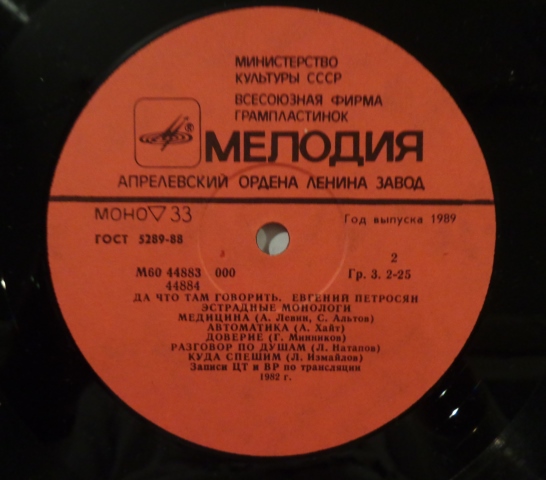 МИНИСТЕРСТВО
КУЛЬТУРЫ СССР
ВСЕСОЮЗНАЯ ФИРМА
ГРАМПЛАСТИНОК
® МЕЛОДИЯ
АПРЕЛЕВСКИЙ ОРДЕНА ЛЕНИНА ЗАВОД
МОНО▽33
Год выпуска 1989
ГОСТ 5289-88
3
2
М60 44883 000
Гр. 3. 2-25
44884
ДА ЧТО ТАМ ГОВОРИТЬ. ЕВГЕНИЙ ПЕТРОСЯН
ЭСТРАДНЫЕ МОНОЛОГИ
МЕДИЦИНА (А. Левин, С. Альтов)
АВТОМАТИКА (А. Хайт)
ДОВЕРИЕ (Г. Минников)
РАЗГОВОР ПО ДУШАМ (Л. Натапов)
КУДА СПЕШИМ (Л. Измайлов)
Записи ЦТ и ВР по трансляции
1982 г.